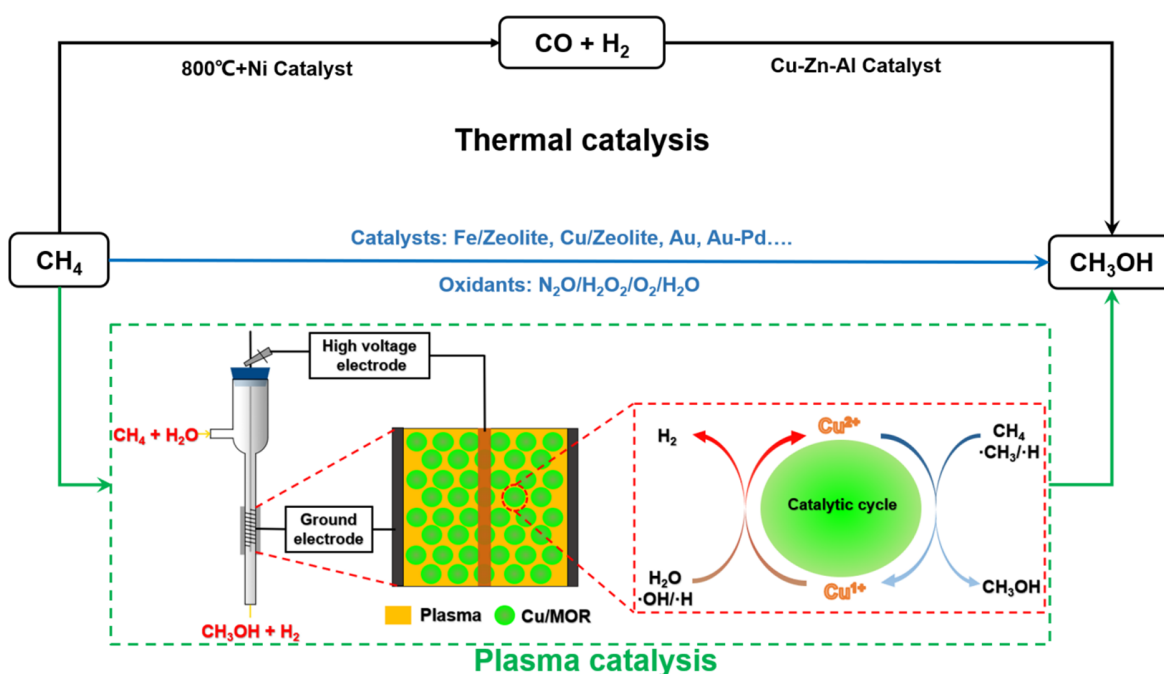 CO + H₂
800℃+Ni Catalyst
Cu-Zn-Al Catalyst
Thermal catalysis
Catalysts: Fe/Zeolite, Cu/Zeolite, Au, Au-Pd....
CH₄
CH₃OH
Oxidants: N₂O/H₂O₂/O₂/H₂O
High voltage
electrode
CH₄ + H₂O
Ground
electrode
H₂
Cu²⁺
CH₄
·CH₃/·H
Catalytic cycle
H₂O
·OH/·H
Cu¹⁺
CH₃OH
Plasma
Cu/MOR
CH₃OH + H₂
Plasma catalysis